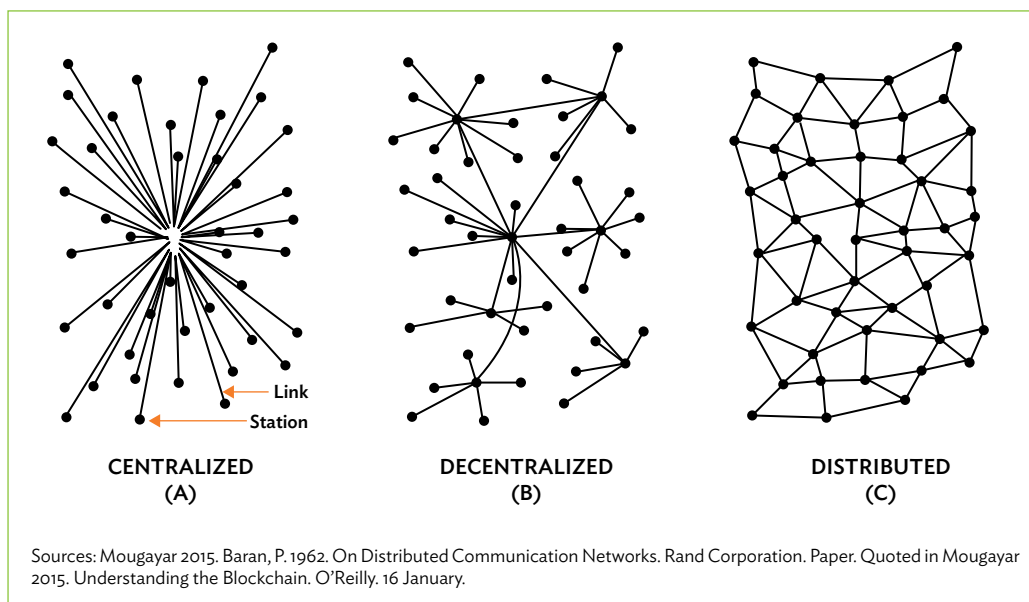 Link
Station
CENTRALIZED
(A)
DECENTRALIZED
(B)
DISTRIBUTED
(C)
Sources: Mougayar 2015. Baran, P. 1962. On Distributed Communication Networks. Rand Corporation. Paper. Quoted in Mougayar
2015. Understanding the Blockchain. O’Reilly. 16 January.